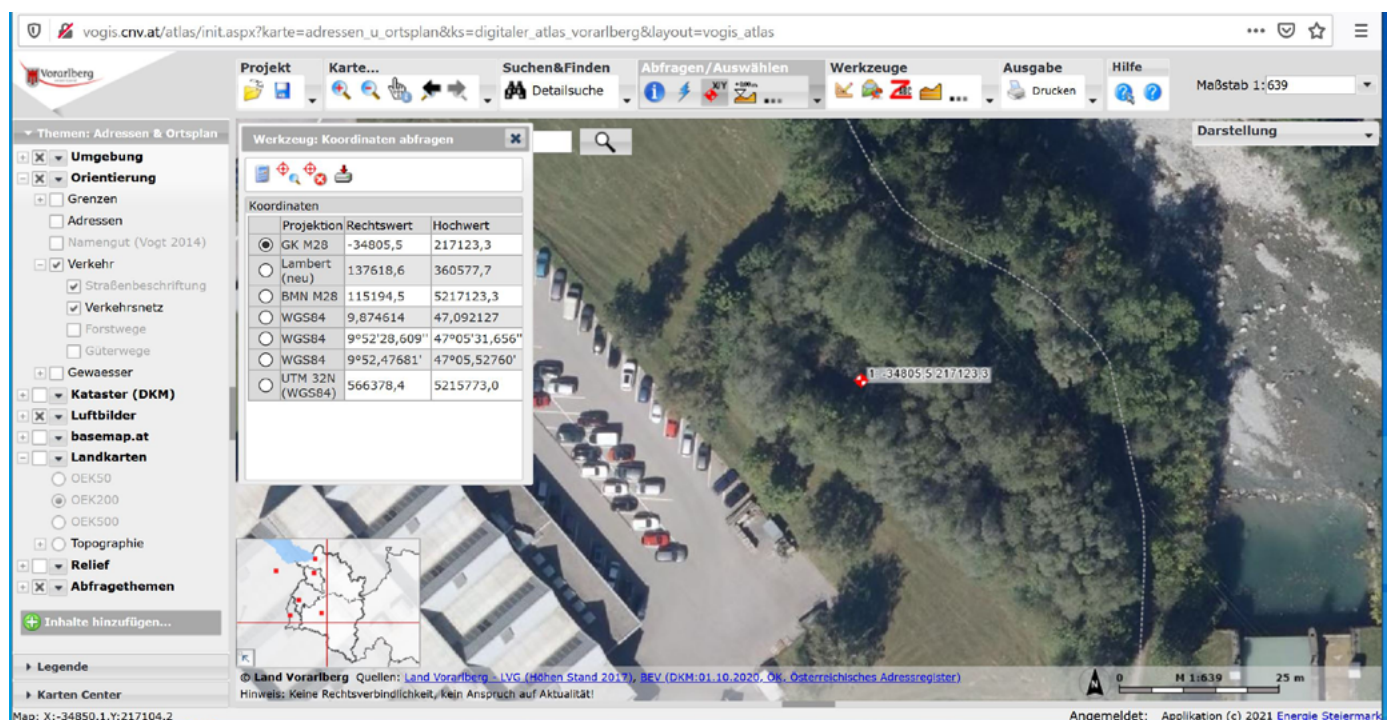 vogis.cnv.at/atlas/init.aspx?karte=adressen_u_ortsplan&ks=digitaler_atlas_vorarlberg&layout=vogis_atlas
Vorarlberg
Projekt
Karte...
Suchen&Finden
Abfragen/Auswählen
Werkzeuge
Ausgabe
Hilfe
Detailsuche
X/Y
...
...
Drucken
Maßstab 1: 639
Themen: Adressen & Ortsplan
Umgebung
Orientierung
Grenzen
Adressen
Namengut (Vogt 2014)
Verkehr
Straßenbeschriftung
Verkehrsnetz
Forstwege
Güterwege
Gewaesser
Kataster (DKM)
Luftbilder
basemap.at
Landkarten
OEK50
OEK200
OEK500
Topographie
Relief
Abfragethemen
Inhalte hinzufügen...
Legende
Karten Center
Werkzeug: Koordinaten abfragen
Koordinaten
Projektion Rechtswert Hochwert
GK M28 -34805,5 217123,3
Lambert (neu) 137618,6 360577,7
BMN M28 115194,5 5217123,3
WGS84 9,874614 47,092127
WGS84 9°52'28,609'' 47°05'31,656''
WGS84 9°52,47681' 47°05,52760'
UTM 32N (WGS84) 566378,4 5215773,0
Darstellung
1: -34805,5 217123,3
© Land Vorarlberg Quellen: Land Vorarlberg - LVG (Höhen Stand 2017), BEV (DKM:01.10.2020, ÖK, Österreichisches Adressregister)
Hinweis: Keine Rechtsverbindlichkeit, kein Anspruch auf Aktualität!
N
0 M 1:639 25 m
Map: X:-34850.1,Y:217104.2
Angemeldet: Applikation (c) 2021 Energie Steiermark